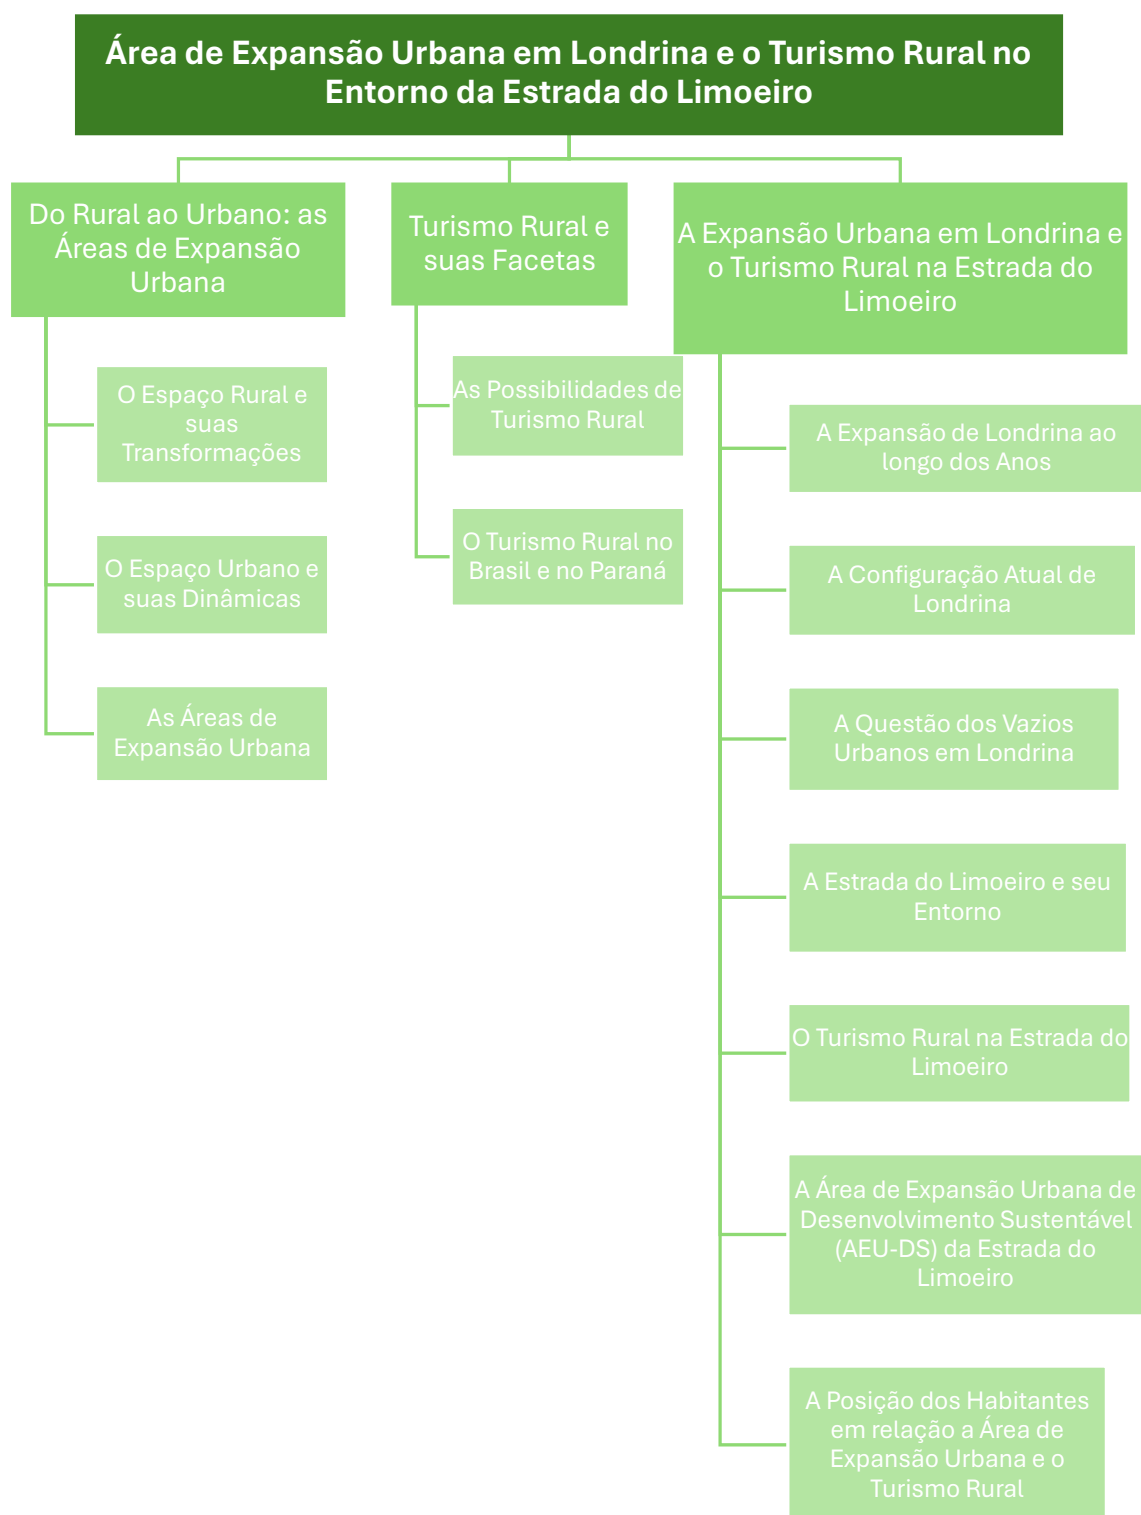 Área de Expansão Urbana em Londrina e o Turismo Rural no
Entorno da Estrada do Limoeiro
Do Rural ao Urbano: as
Áreas de Expansão
Urbana
O Espaço Rural e
suas
Transformações
O Espaço Urbano e
suas Dinâmicas
As Áreas de
Expansão Urbana
Turismo Rural e
suas Facetas
As Possibilidades de
Turismo Rural
O Turismo Rural no
Brasil e no Paraná
A Expansão Urbana em Londrina e
o Turismo Rural na Estrada do
Limoeiro
A Expansão de Londrina ao
longo dos Anos
A Configuração Atual de
Londrina
A Questão dos Vazios
Urbanos em Londrina
A Estrada do Limoeiro e seu
Entorno
O Turismo Rural na Estrada do
Limoeiro
A Área de Expansão Urbana de
Desenvolvimento Sustentável
(AEU-DS) da Estrada do
Limoeiro
A Posição dos Habitantes
em relação a Área de
Expansão Urbana e o
Turismo Rural